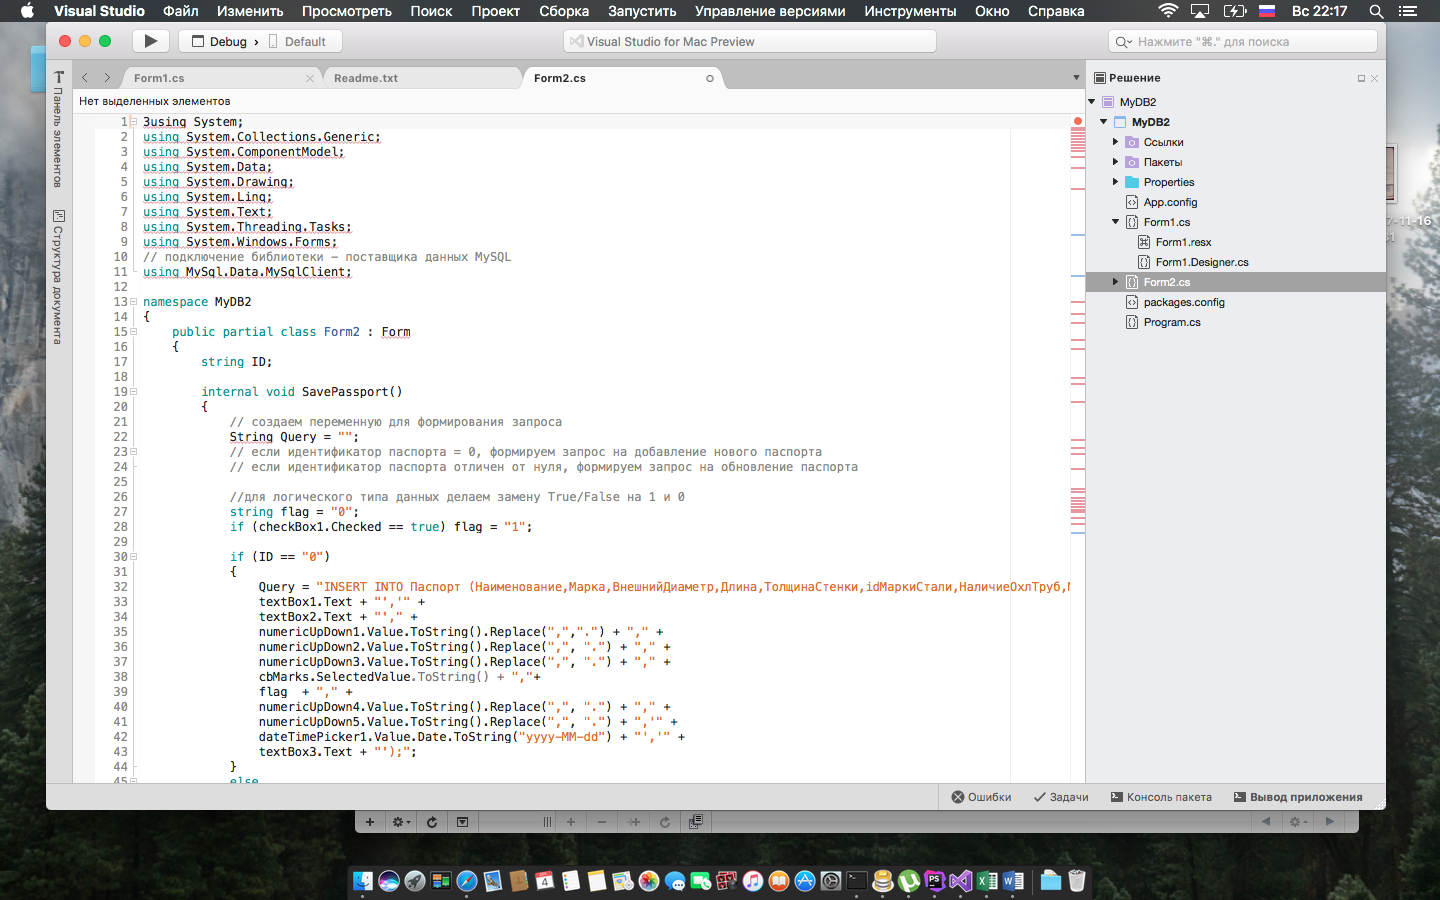 Visual Studio Файл Изменить Просмотреть Поиск Проект Сборка Запустить Управление версиями Инструменты Окно Справка Вс 22:17
Debug › Default
Visual Studio for Mac Preview
Нажмите "⌘." для поиска
Form1.cs
Readme.txt
Form2.cs
Нет выделенных элементов
Панель элементов
Структура документа
1 3using System;
2 using System.Collections.Generic;
3 using System.ComponentModel;
4 using System.Data;
5 using System.Drawing;
6 using System.Linq;
7 using System.Text;
8 using System.Threading.Tasks;
9 using System.Windows.Forms;
10 // подключение библиотеки – поставщика данных MySQL
11 using MySql.Data.MySqlClient;
12
13 namespace MyDB2
14 {
15 public partial class Form2 : Form
16 {
17 string ID;
18
19 internal void SavePassport()
20 {
21 // создаем переменную для формирования запроса
22 String Query = "";
23 // если идентификатор паспорта = 0, формируем запрос на добавление нового паспорта
24 // если идентификатор паспорта отличен от нуля, формируем запрос на обновление паспорта
25
26 //для логического типа данных делаем замену True/False на 1 и 0
27 string flag = "0";
28 if (checkBox1.Checked == true) flag = "1";
29
30 if (ID == "0")
31 {
32 Query = "INSERT INTO Паспорт (Наименование,Марка,ВнешнийДиаметр,Длина,ТолщинаСтенки,idМаркиСтали,НаличиеОхлТруб,
33 textBox1.Text + "','" +
34 textBox2.Text + "'," +
35 numericUpDown1.Value.ToString().Replace(",",".") + "," +
36 numericUpDown2.Value.ToString().Replace(",", ".") + "," +
37 numericUpDown3.Value.ToString().Replace(",", ".") + "," +
38 cbMarks.SelectedValue.ToString() + ","+
39 flag + "," +
40 numericUpDown4.Value.ToString().Replace(",", ".") + "," +
41 numericUpDown5.Value.ToString().Replace(",", ".") + ",'" +
42 dateTimePicker1.Value.Date.ToString("yyyy-MM-dd") + "','" +
43 textBox3.Text + "');";
44 }
45 else
Решение
MyDB2
MyDB2
Ссылки
Пакеты
Properties
App.config
Form1.cs
Form1.resx
Form1.Designer.cs
Form2.cs
packages.config
Program.cs
Ошибки Задачи Консоль пакета Вывод приложения
7-11-16
4
PS